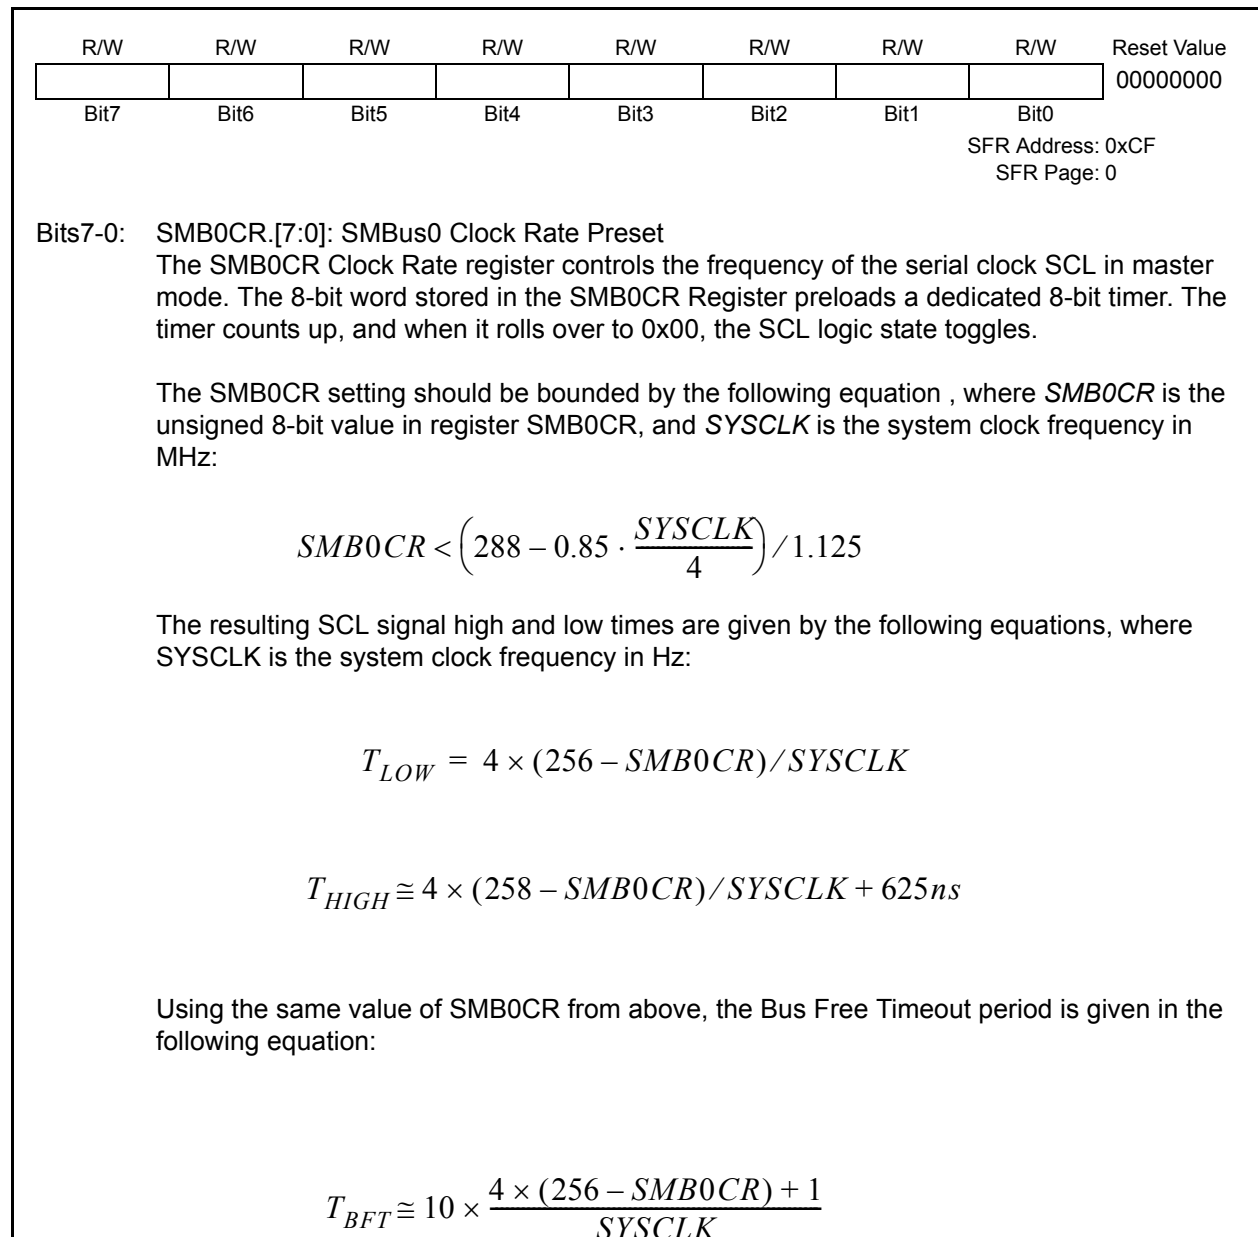 R/W R/W R/W R/W R/W R/W R/W R/W Reset Value
00000000
Bit7 Bit6 Bit5 Bit4 Bit3 Bit2 Bit1 Bit0
SFR Address: 0xCF
SFR Page: 0
Bits7-0: SMB0CR.[7:0]: SMBus0 Clock Rate Preset
The SMB0CR Clock Rate register controls the frequency of the serial clock SCL in master
mode. The 8-bit word stored in the SMB0CR Register preloads a dedicated 8-bit timer. The
timer counts up, and when it rolls over to 0x00, the SCL logic state toggles.
The SMB0CR setting should be bounded by the following equation , where SMB0CR is the
unsigned 8-bit value in register SMB0CR, and SYSCLK is the system clock frequency in
MHz:
SMB0CR < (288 – 0.85 · SYSCLK/4) / 1.125
The resulting SCL signal high and low times are given by the following equations, where
SYSCLK is the system clock frequency in Hz:
T_LOW = 4 × (256 – SMB0CR) / SYSCLK
T_HIGH ≅ 4 × (258 – SMB0CR) / SYSCLK + 625ns
Using the same value of SMB0CR from above, the Bus Free Timeout period is given in the
following equation:
T_BFT ≅ 10 × 4 × (256 – SMB0CR) + 1
SYSCLK